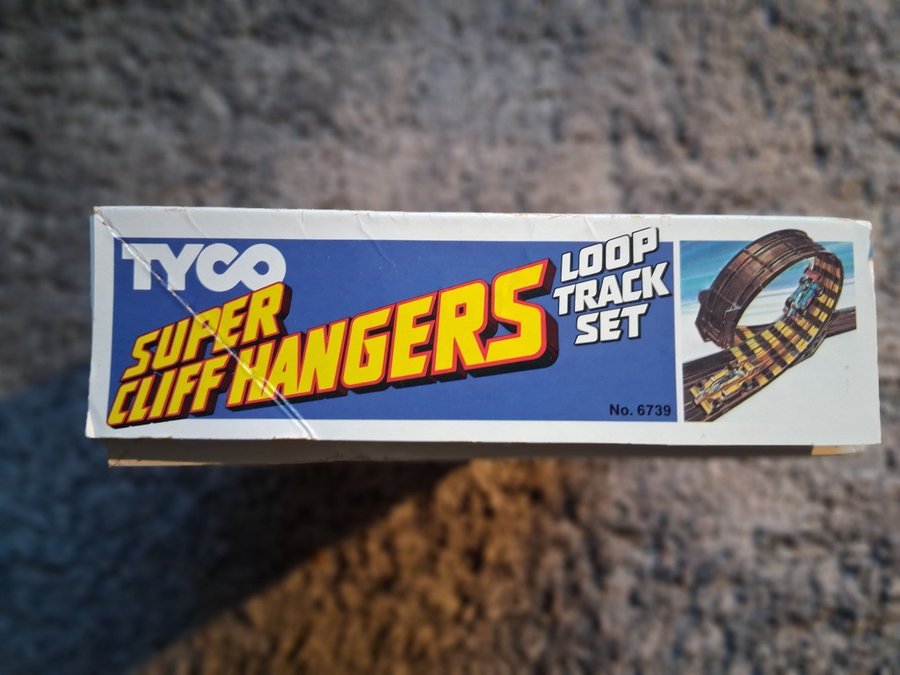 TYCO
SUPER
CLIFF HANGERS
LOOP
TRACK
SET
No. 6739